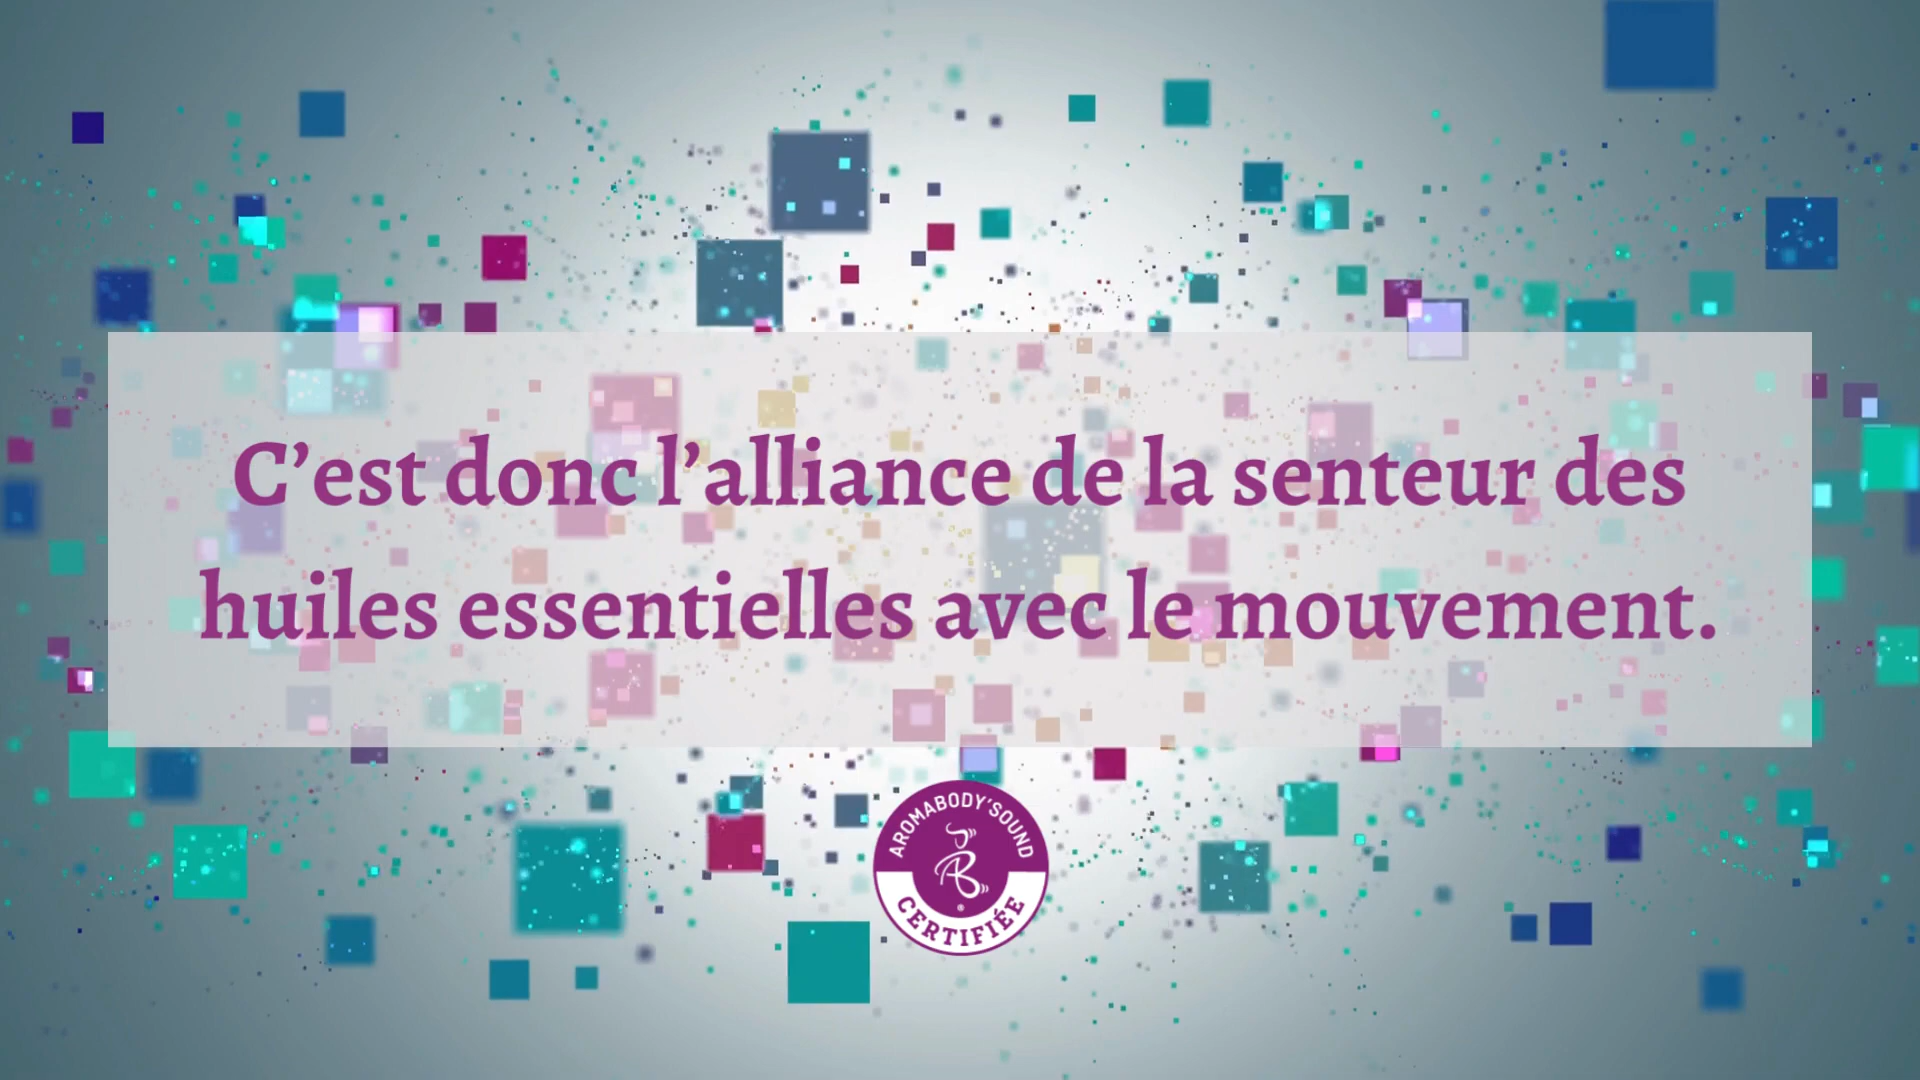 C’est donc l’alliance de la senteur des
huiles essentielles avec le mouvement.
AROMABODY’SOUND
CERTIFIÉE